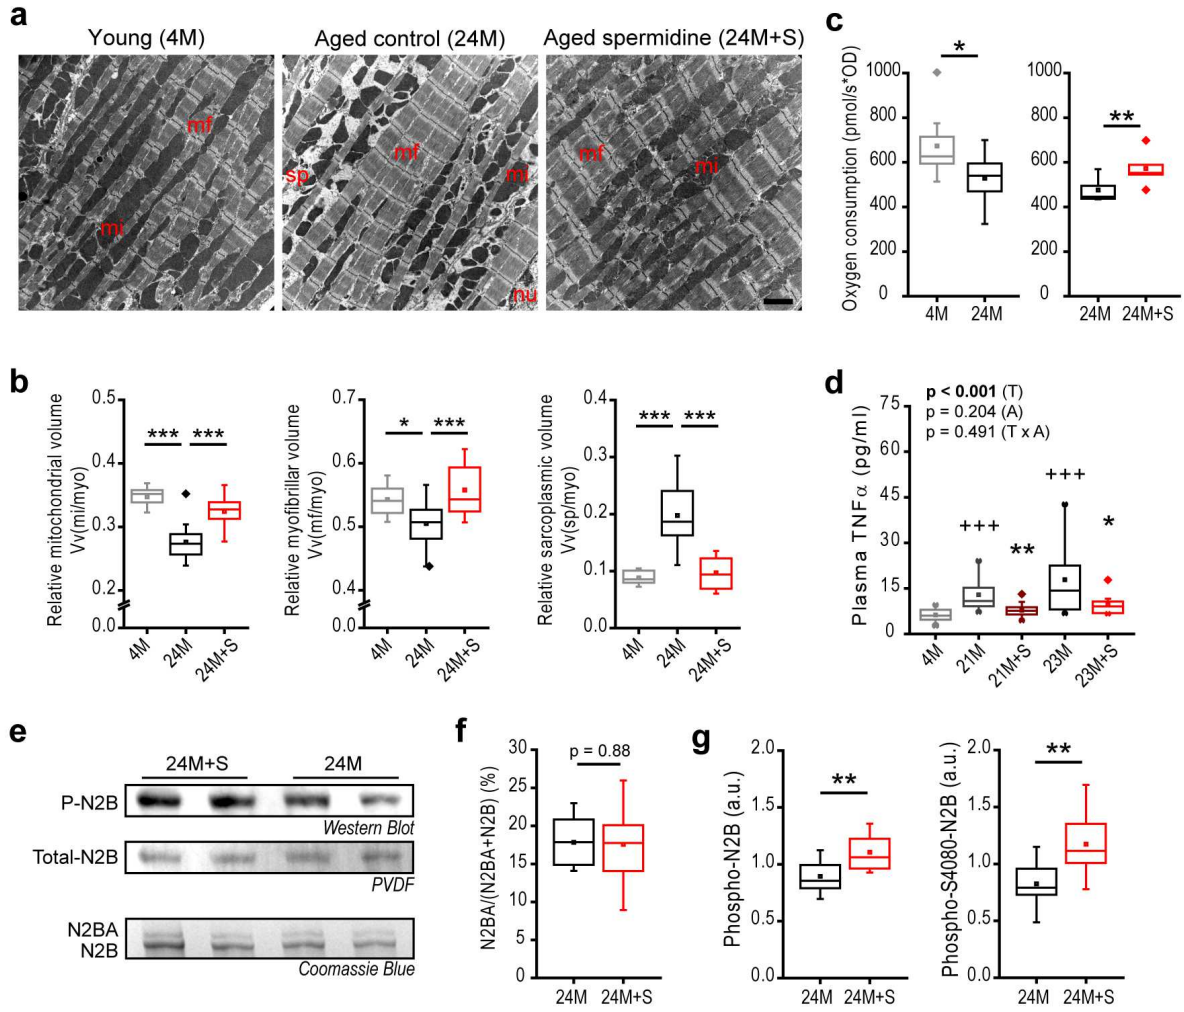 a
Young (4M)
Aged control (24M)
Aged spermidine (24M+S)
mf
mi
sp
mf
mi
nu
mf
mi
c
Oxygen consumption (pmol/s*OD)
1000
800
600
400
200
0
*
4M
24M
1000
800
600
400
200
0
**
24M
24M+S
b
Relative mitochondrial volume
Vv(mi/myo)
0.5
0.4
0.3
0.2
0.0
*** ***
4M
24M
24M+S
Relative myofibrillar volume
Vv(mf/myo)
0.7
0.6
0.5
0.4
0.0
* ***
4M
24M
24M+S
Relative sarcoplasmic volume
Vv(sp/myo)
0.4
0.3
0.2
0.1
0.0
*** ***
4M
24M
24M+S
d
p < 0.001 (T)
p = 0.204 (A)
p = 0.491 (T x A)
Plasma TNFα (pg/ml)
75
60
45
30
15
0
+++
**
+++
*
4M
21M
21M+S
23M
23M+S
e
24M+S
24M
P-N2B
Western Blot
Total-N2B
PVDF
N2BA
N2B
Coomassie Blue
f
N2BA/(N2BA+N2B) (%)
30
25
20
15
10
5
0
p = 0.88
24M
24M+S
g
Phospho-N2B (a.u.)
2.0
1.5
1.0
0.5
0.0
**
24M
24M+S
Phospho-S4080-N2B (a.u.)
2.0
1.5
1.0
0.5
0.0
**
24M
24M+S